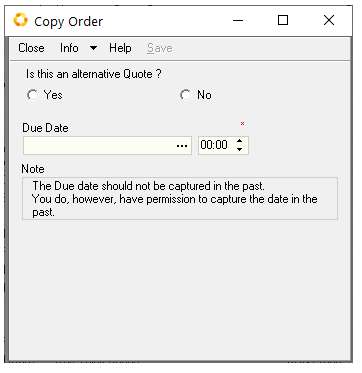 Copy Order
Close Info Help Save
Is this an alternative Quote ?
Yes No
Due Date
... 00:00
Note
The Due date should not be captured in the past.
You do, however, have permission to capture the date in the
past.